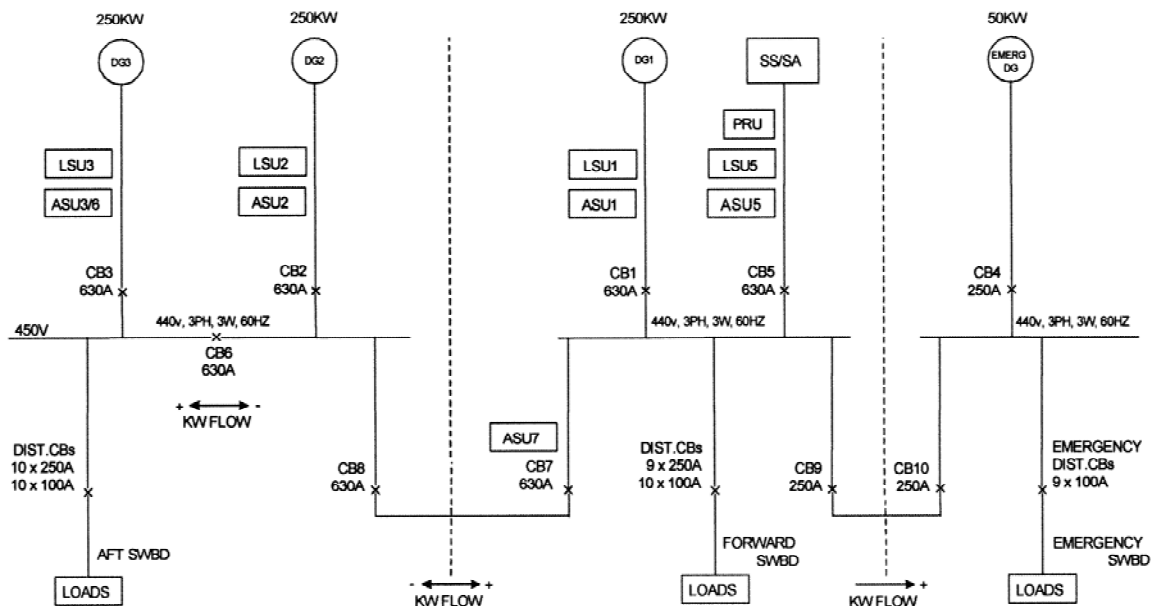 250KW
250KW
250KW
50KW
DG3
DG2
DG1
SS/SA
EMERG
DG
PRU
LSU3
LSU2
LSU1
LSU5
ASU3/6
ASU2
ASU1
ASU5
CB3
630A
CB2
630A
CB1
630A
CB5
630A
CB4
250A
450V
440v, 3PH, 3W, 60HZ
440v, 3PH, 3W, 60HZ
440v, 3PH, 3W, 60HZ
CB6
630A
+ -
KW FLOW
DIST.CBs
10 x 250A
10 x 100A
CB8
630A
ASU7
CB7
630A
DIST.CBs
9 x 250A
10 x 100A
CB9
250A
CB10
250A
EMERGENCY
DIST.CBs
9 x 100A
AFT SWBD
FORWARD
SWBD
EMERGENCY
SWBD
LOADS
- +
KW FLOW
LOADS
+
KW FLOW
LOADS